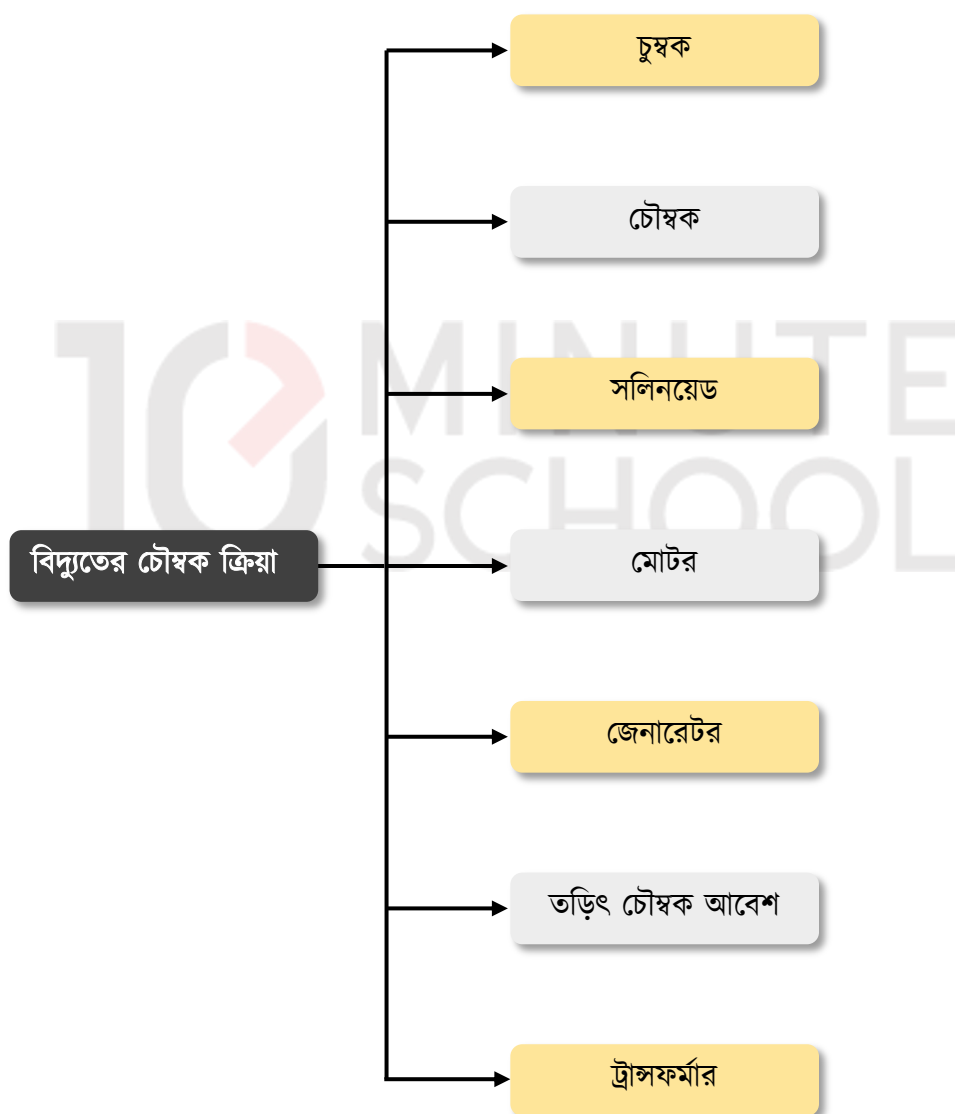 চুম্বক
চৌম্বক
সলিনয়েড
10 MINUTE
SCHOOL
বিদ্যুতের চৌম্বক ক্রিয়া
মোটর
জেনারেটর
তড়িৎ চৌম্বক আবেশ
ট্রান্সফর্মার